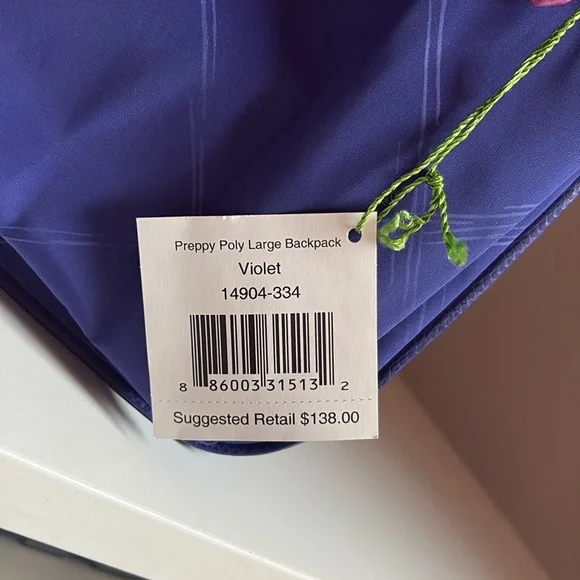 Preppy Poly Large Backpack
Violet
14904-334
8 86003 31513 2
Suggested Retail $138.00